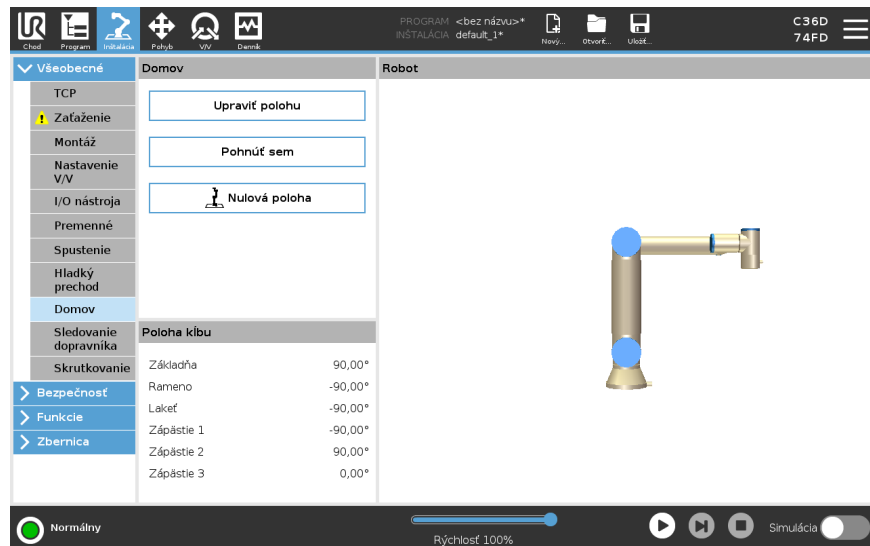 UR
PROGRAM <bez názvu>*
INŠTALÁCIA default_1*
C36D
74FD
Chod Program Inštalácia Pohyb V/V Denník
Nový... Otvoriť... Uložiť...
Všeobecné
TCP
Zaťaženie
Montáž
Nastavenie
V/V
I/O nástroja
Premenné
Spustenie
Hladký
prechod
Domov
Sledovanie
dopravníka
Skrutkovanie
Bezpečnosť
Funkcie
Zbernica
Domov
Upraviť polohu
Pohnúť sem
Nulová poloha
Poloha kĺbu
Základňa 90,00°
Rameno -90,00°
Lakeť -90,00°
Zápästie 1 -90,00°
Zápästie 2 90,00°
Zápästie 3 0,00°
Robot
Normálny
Rýchlosť 100%
Simulácia